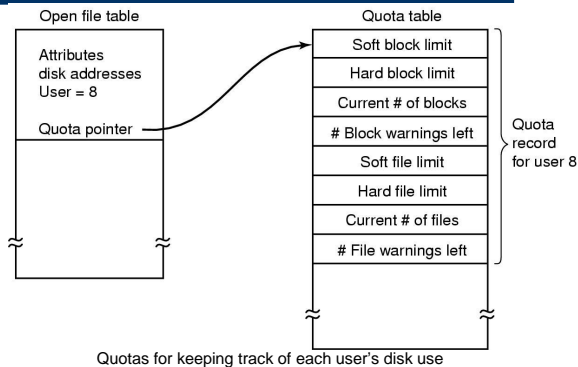 Open file table
Attributes
disk addresses
User = 8
Quota pointer
Quota table
Soft block limit
Hard block limit
Current # of blocks
# Block warnings left
Soft file limit
Hard file limit
Current # of files
# File warnings left
Quota
record
for user 8
Quotas for keeping track of each user's disk use